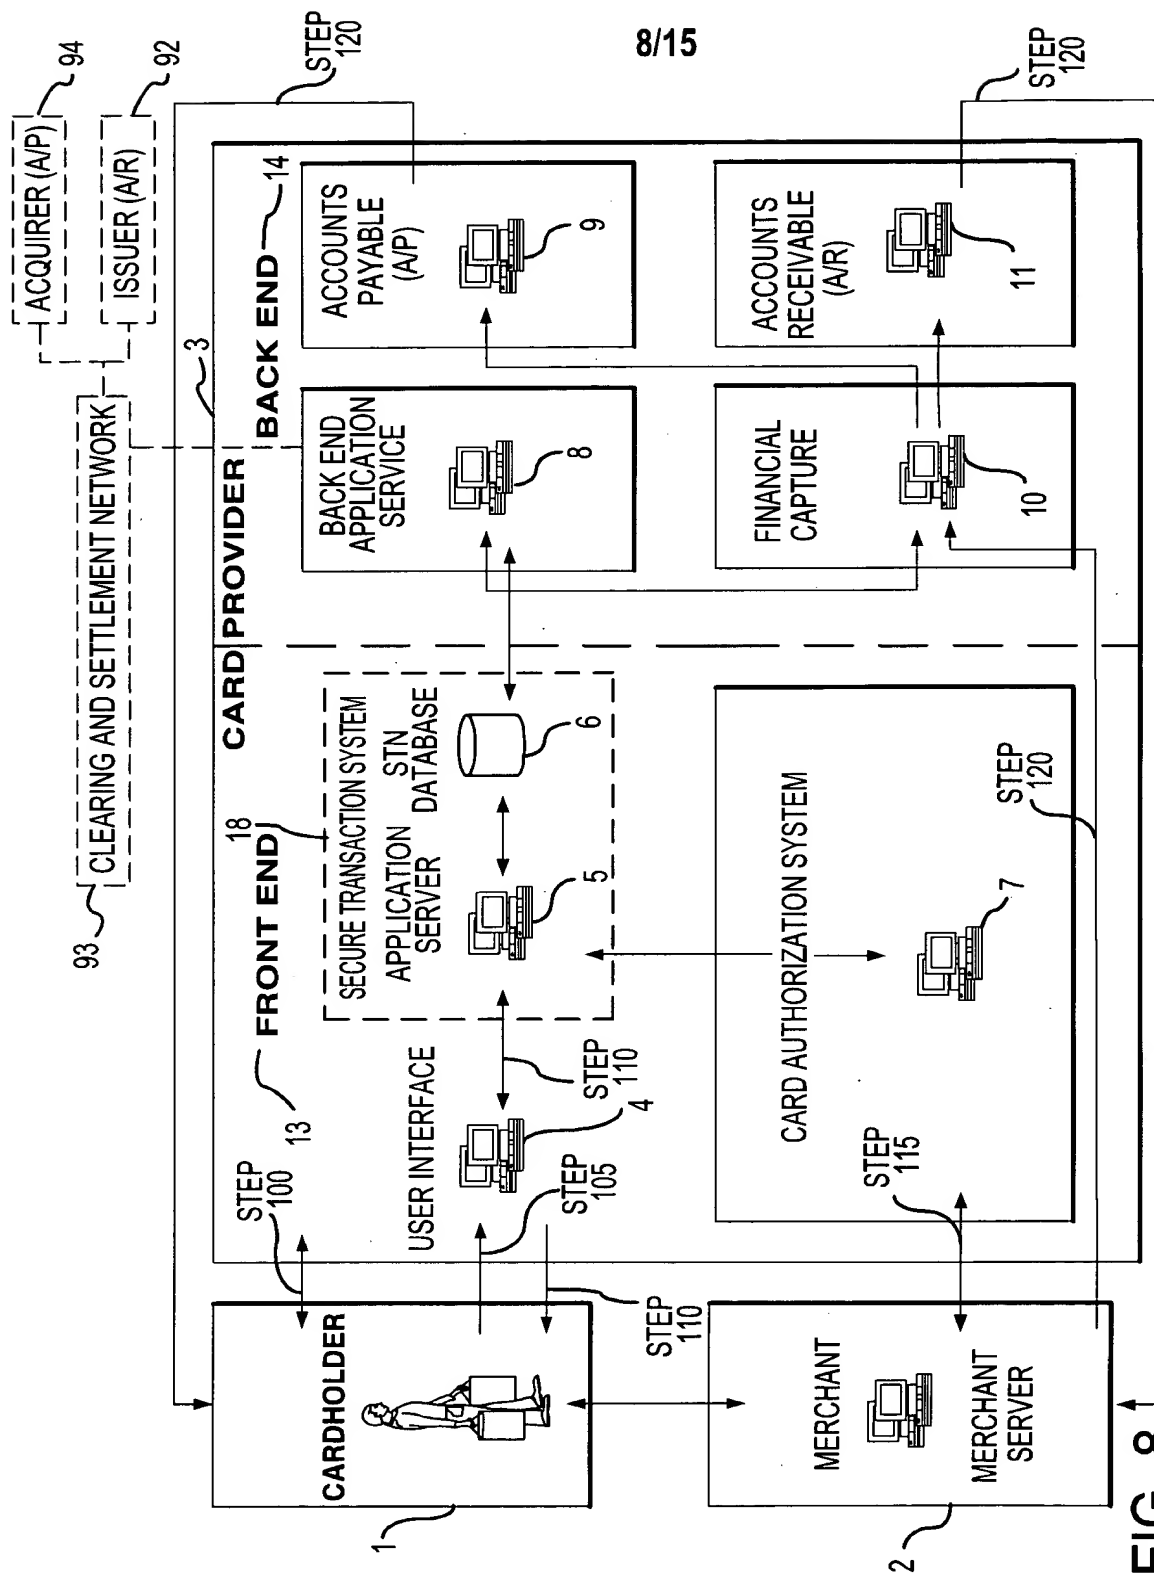 8/15
ACQUIRER (A/P)
94
ISSUER (A/R)
92
93
CLEARING AND SETTLEMENT NETWORK
STEP
120
3
CARD PROVIDER
13
FRONT END
BACK END
14
STEP
100
CARDHOLDER
1
18
SECURE TRANSACTION SYSTEM
USER INTERFACE
4
APPLICATION
SERVER
5
STN
DATABASE
6
BACK END
APPLICATION
SERVICE
8
ACCOUNTS
PAYABLE
(A/P)
9
STEP
105
STEP
110
STEP
110
MERCHANT
MERCHANT
SERVER
2
STEP
115
CARD AUTHORIZATION SYSTEM
7
STEP
120
FINANCIAL
CAPTURE
10
ACCOUNTS
RECEIVABLE
(A/R)
11
STEP
120
FIG. 8